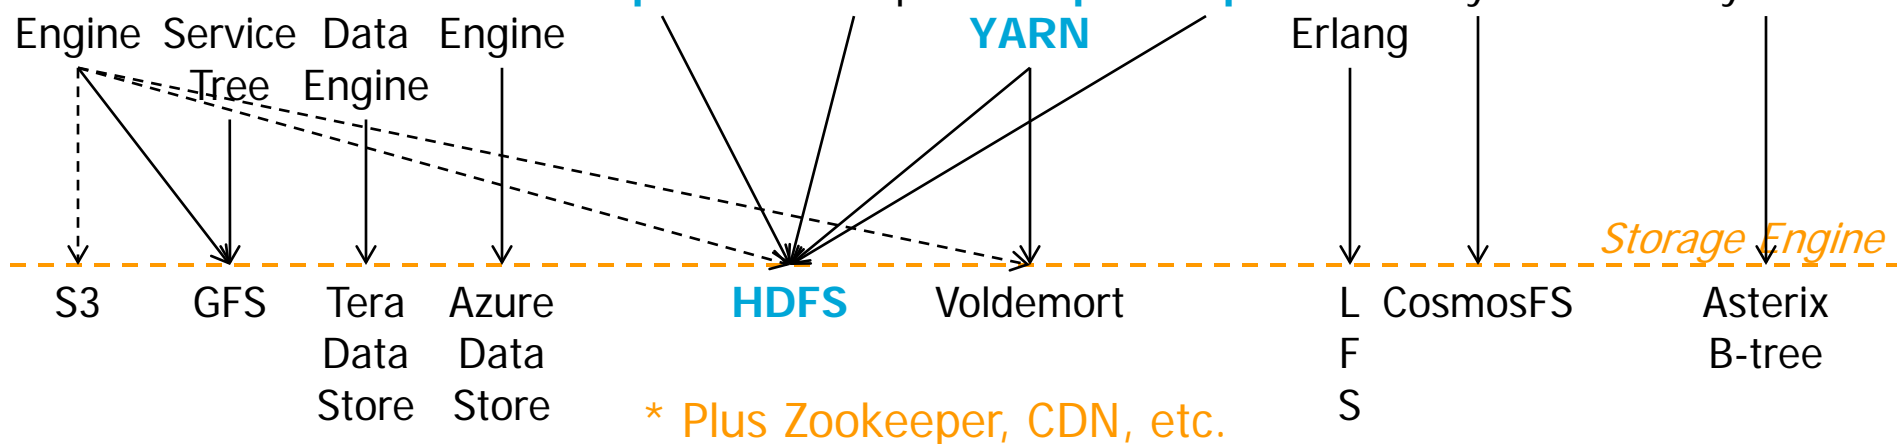 Engine Service Data Engine YARN Erlang
Tree Engine
Storage Engine
S3 GFS Tera Azure HDFS Voldemort L CosmosFS Asterix
Data Data F B-tree
Store Store S
* Plus Zookeeper, CDN, etc.